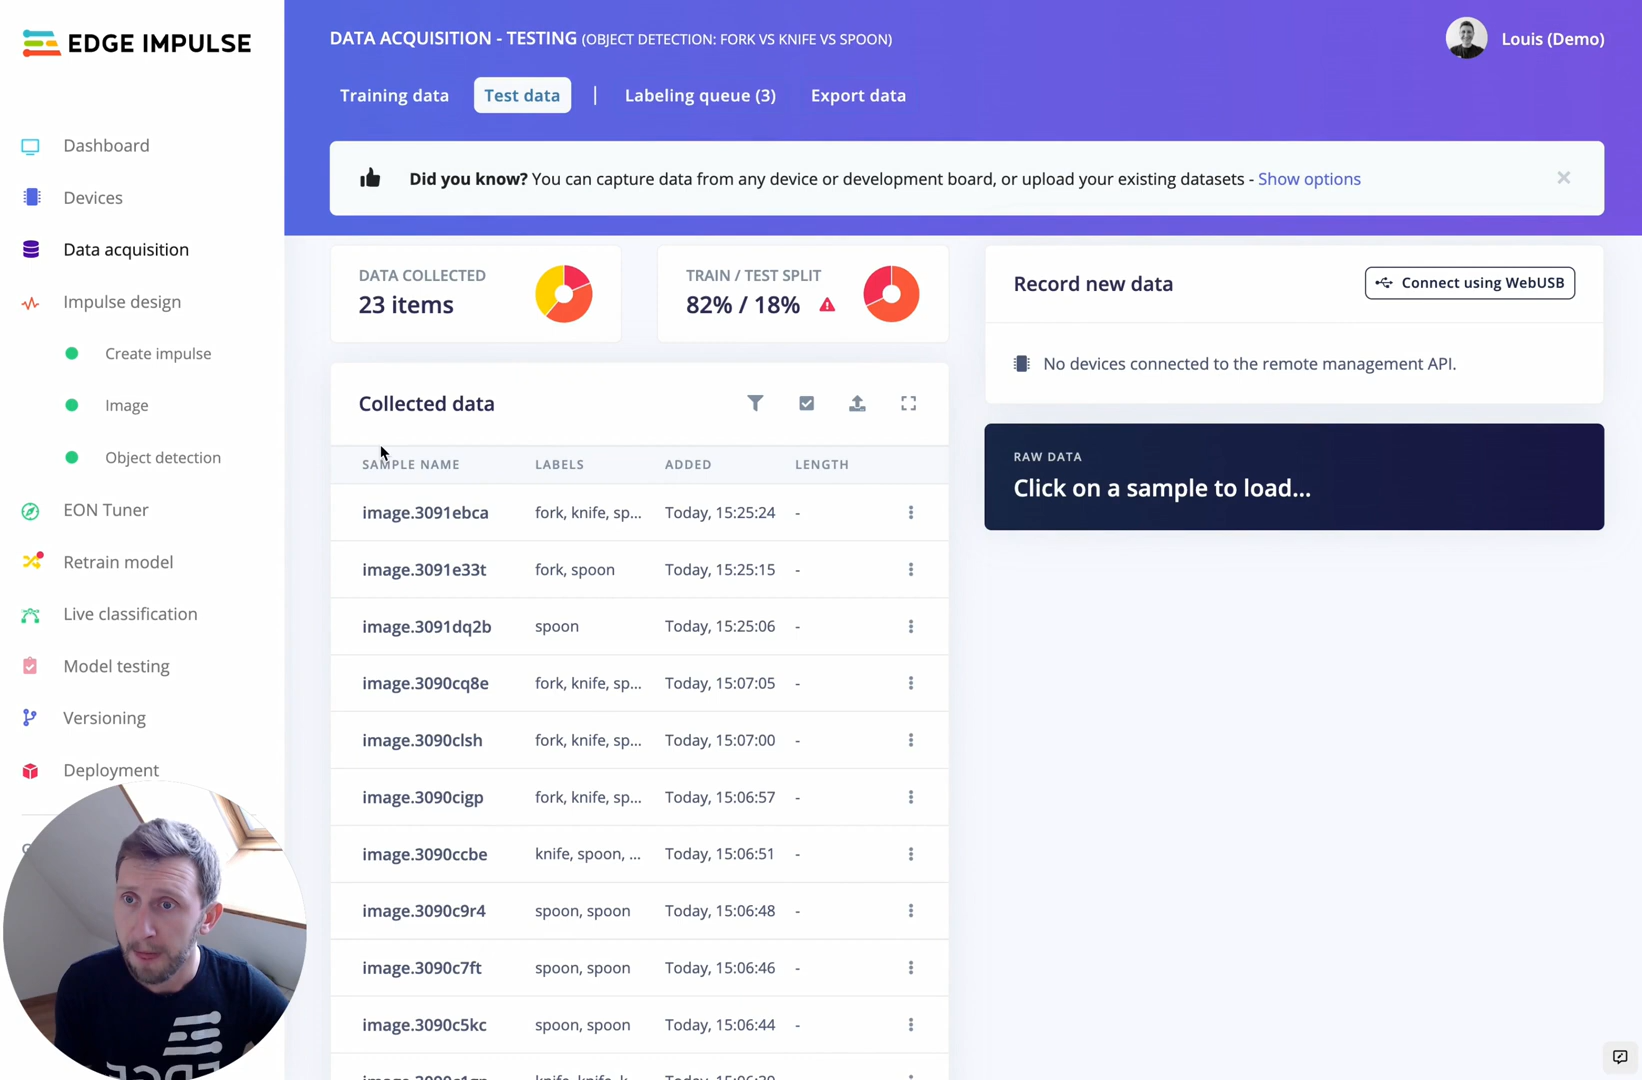 EDGE IMPULSE
DATA ACQUISITION - TESTING (OBJECT DETECTION: FORK VS KNIFE VS SPOON)
Louis (Demo)
Training data
Test data
|
Labeling queue (3)
Export data
Did you know? You can capture data from any device or development board, or upload your existing datasets - Show options
×
Dashboard
Devices
Data acquisition
Impulse design
Create impulse
Image
Object detection
EON Tuner
Retrain model
Live classification
Model testing
Versioning
Deployment
DATA COLLECTED
23 items
TRAIN / TEST SPLIT
82% / 18%
Collected data
SAMPLE NAME LABELS ADDED LENGTH
image.3091ebca fork, knife, sp... Today, 15:25:24 -
image.3091e33t fork, spoon Today, 15:25:15 -
image.3091dq2b spoon Today, 15:25:06 -
image.3090cq8e fork, knife, sp... Today, 15:07:05 -
image.3090clsh fork, knife, sp... Today, 15:07:00 -
image.3090cigp fork, knife, sp... Today, 15:06:57 -
image.3090ccbe knife, spoon, ... Today, 15:06:51 -
image.3090c9r4 spoon, spoon Today, 15:06:48 -
image.3090c7ft spoon, spoon Today, 15:06:46 -
image.3090c5kc spoon, spoon Today, 15:06:44 -
Record new data
Connect using WebUSB
No devices connected to the remote management API.
RAW DATA
Click on a sample to load...